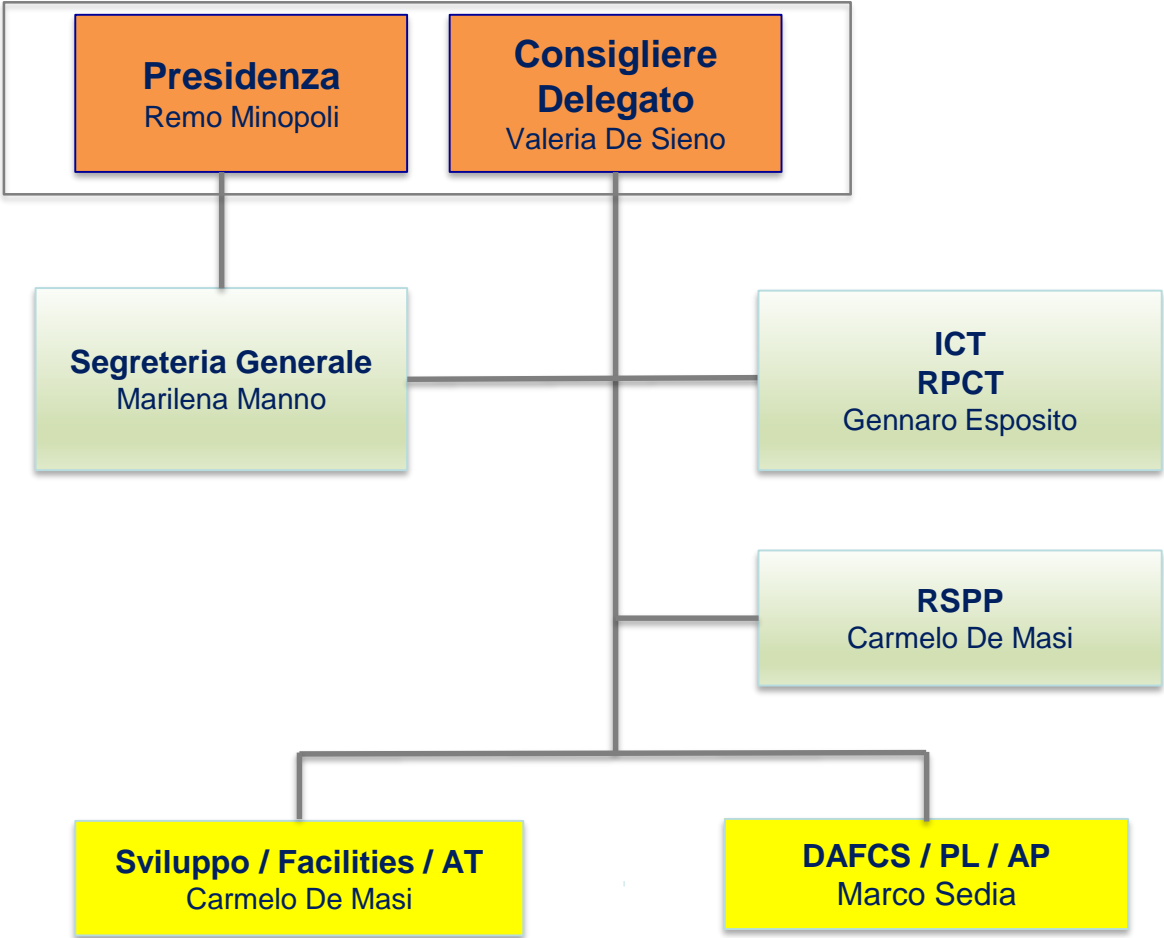 Presidenza
Remo Minopoli
Consigliere
Delegato
Valeria De Sieno
Segreteria Generale
Marilena Manno
ICT
RPCT
Gennaro Esposito
RSPP
Carmelo De Masi
Sviluppo / Facilities / AT
Carmelo De Masi
DAFCS / PL / AP
Marco Sedia